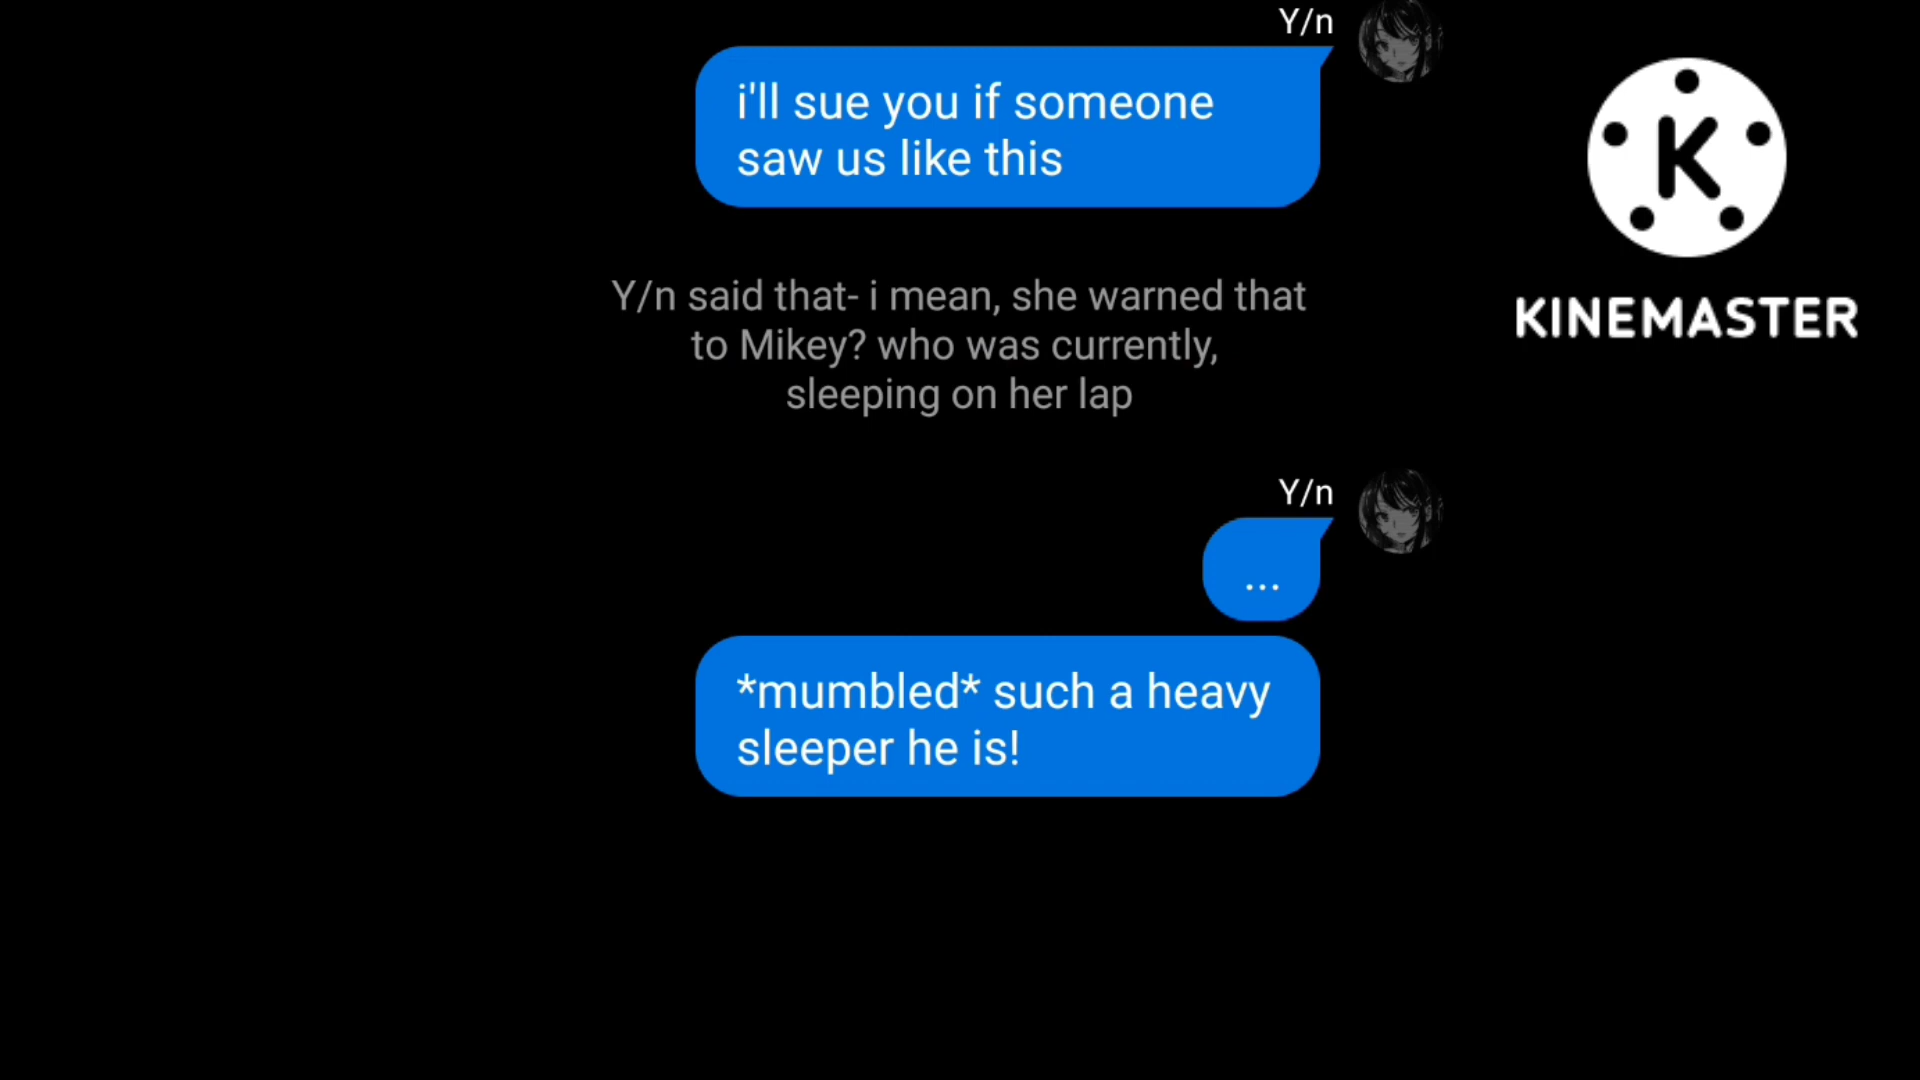 Y/n
i'll sue you if someone
saw us like this
Y/n said that- i mean, she warned that
to Mikey? who was currently,
sleeping on her lap
Y/n
...
*mumbled* such a heavy
sleeper he is!
K
KINEMASTER